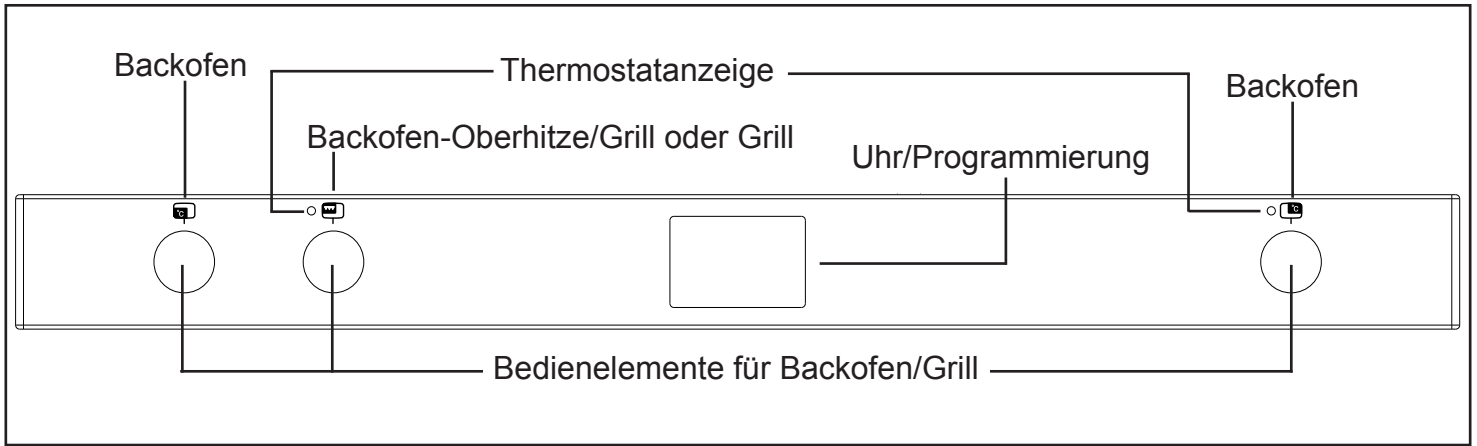 Backofen
Thermostatanzeige
Backofen
Backofen-Oberhitze/Grill oder Grill
Uhr/Programmierung
°C
°C
Bedienelemente für Backofen/Grill